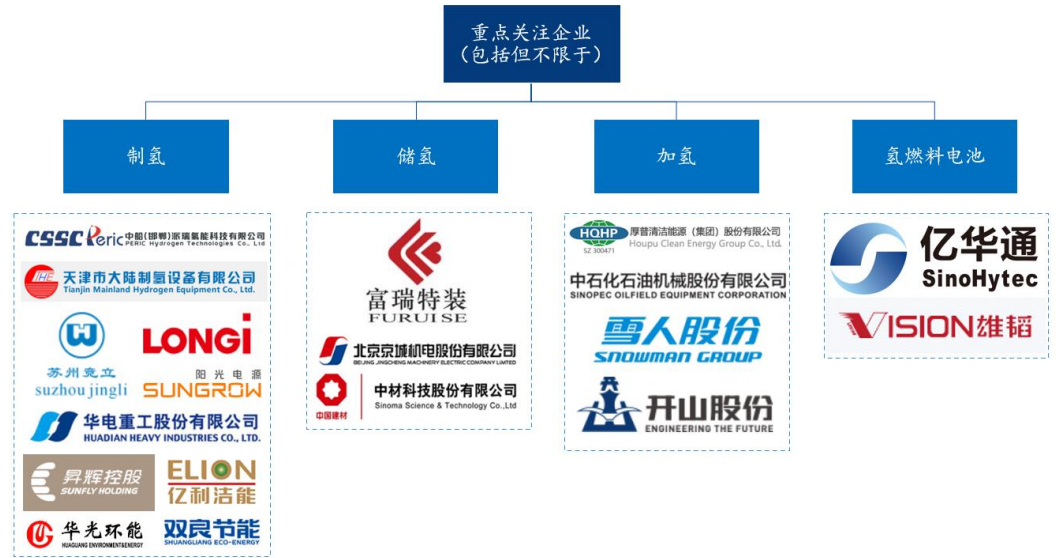 重点关注企业
（包括但不限于）
制氢
储氢
加氢
氢燃料电池
CSSC Peric 中船(邯郸)派瑞氢能科技有限公司
PERIC Hydrogen Technologies Co., Ltd
THE 天津市大陆制氢设备有限公司
Tianjin Mainland Hydrogen Equipment Co., Ltd.
苏州竞立
suzhou jingli
LONGi
阳光电源
SUNGROW
华电重工股份有限公司
HUADIAN HEAVY INDUSTRIES CO., LTD.
昇辉控股
SUNFLY HOLDING
ELION
亿利洁能
华光环能
HUAGUANG ENVIRONMENT&ENERGY
双良节能
SHUANGLIANG ECO-ENERGY
富瑞特装
FURUISE
北京京城机电股份有限公司
BEIJING JINGCHENG MACHINERY ELECTRIC COMPANY LIMITED
中国建材
中材科技股份有限公司
Sinoma Science & Technology Co.,Ltd
HQHP
SZ 300471
厚普清洁能源（集团）股份有限公司
Houpu Clean Energy Group Co., Ltd.
中石化石油机械股份有限公司
SINOPEC OILFIELD EQUIPMENT CORPORATION
雪人股份
SNOWMAN GROUP
开山股份
ENGINEERING THE FUTURE
亿华通
SinoHytec
VISION雄韬